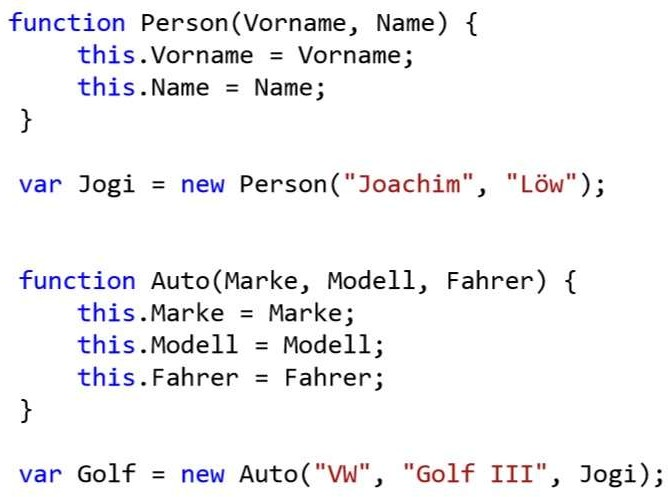 function Person(Vorname, Name) {
    this.Vorname = Vorname;
    this.Name = Name;
}
var Jogi = new Person("Joachim", "Löw");
function Auto(Marke, Modell, Fahrer) {
    this.Marke = Marke;
    this.Modell = Modell;
    this.Fahrer = Fahrer;
}
var Golf = new Auto("VW", "Golf III", Jogi);